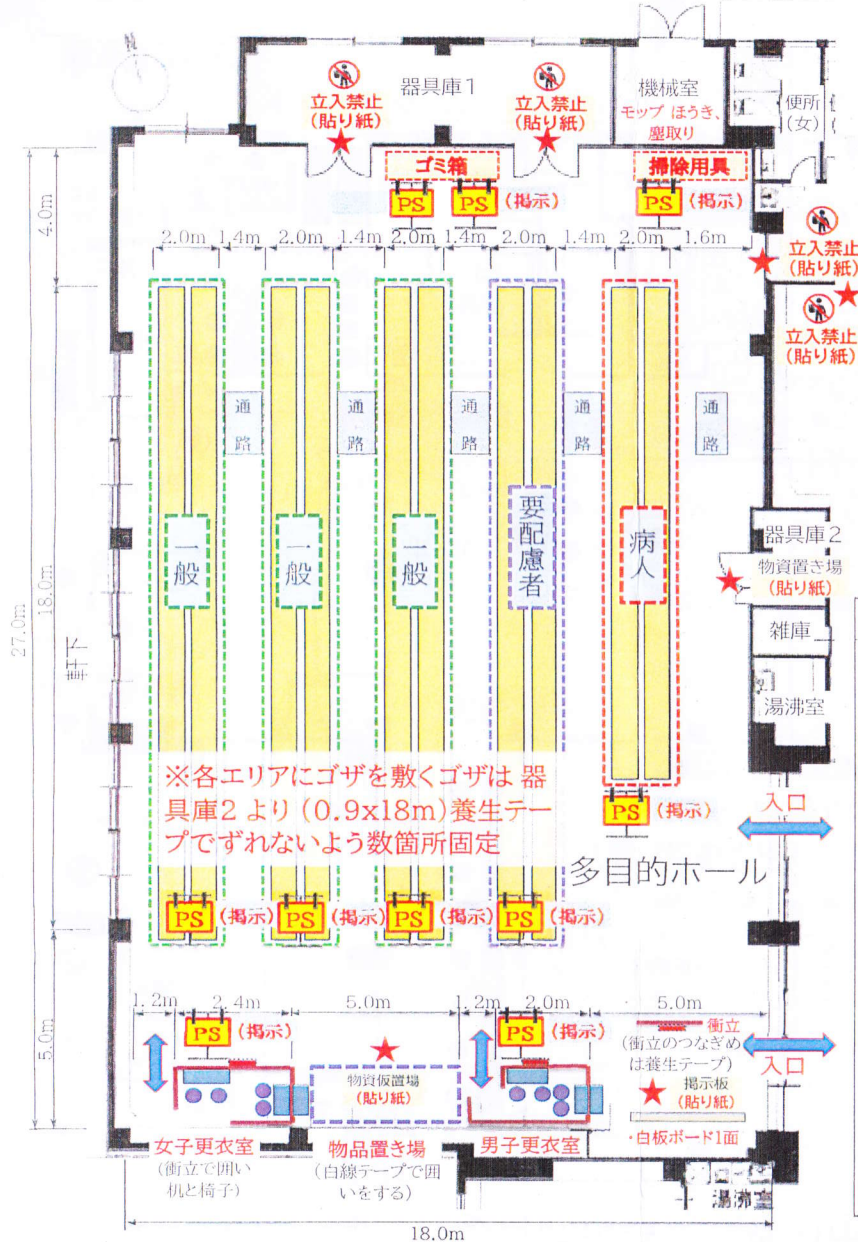 器具庫1
機械室
モップ ほうき、
塵取り
便所
(女)
立入禁止
(貼り紙)
立入禁止
(貼り紙)
ゴミ箱
掃除用具
PS
PS
(掲示)
PS
(掲示)
立入禁止
(貼り紙)
立入禁止
(貼り紙)
4.0m
2.0m
1.4m
2.0m
1.4m
2.0m
1.4m
2.0m
1.4m
2.0m
1.6m
通路
通路
通路
通路
通路
一般
一般
一般
要配慮者
病人
器具庫2
物資置き場
(貼り紙)
雑庫
湯沸室
27.0m
18.0m
軒下
※各エリアにゴザを敷くゴザは 器
具庫2 より (0.9x18m)養生テー
プでずれないよう数箇所固定
PS
(掲示)
入口
多目的ホール
PS
(掲示)
PS
(掲示)
PS
(掲示)
PS
(掲示)
5.0m
1.2m
2.4m
5.0m
1.2m
2.0m
5.0m
PS
(掲示)
PS
(掲示)
衝立
(衝立のつなぎめ
は養生テープ)
入口
物資仮置場
(貼り紙)
掲示板
(貼り紙)
・白板ボード1面
女子更衣室
(衝立で囲い
机と椅子)
物品置き場
(白線テープで囲
いをする)
男子更衣室
湯沸室
18.0m